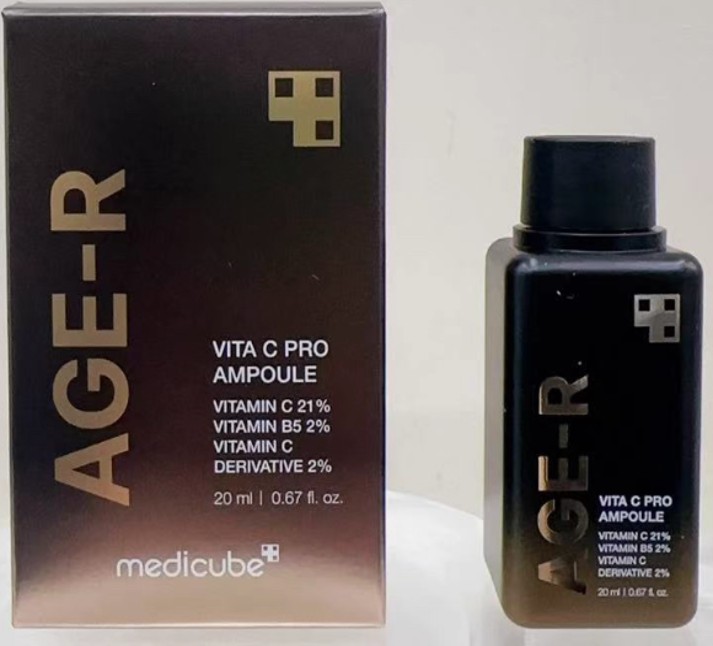 AGE-R
VITA C PRO
AMPOULE
VITAMIN C 21%
VITAMIN B5 2%
VITAMIN C
DERIVATIVE 2%
20 ml | 0.67 fl. oz.
medicube
AGE-R
VITA C PRO
AMPOULE
VITAMIN C 21%
VITAMIN B5 2%
VITAMIN C
DERIVATIVE 2%
20 ml | 0.67 fl. oz.